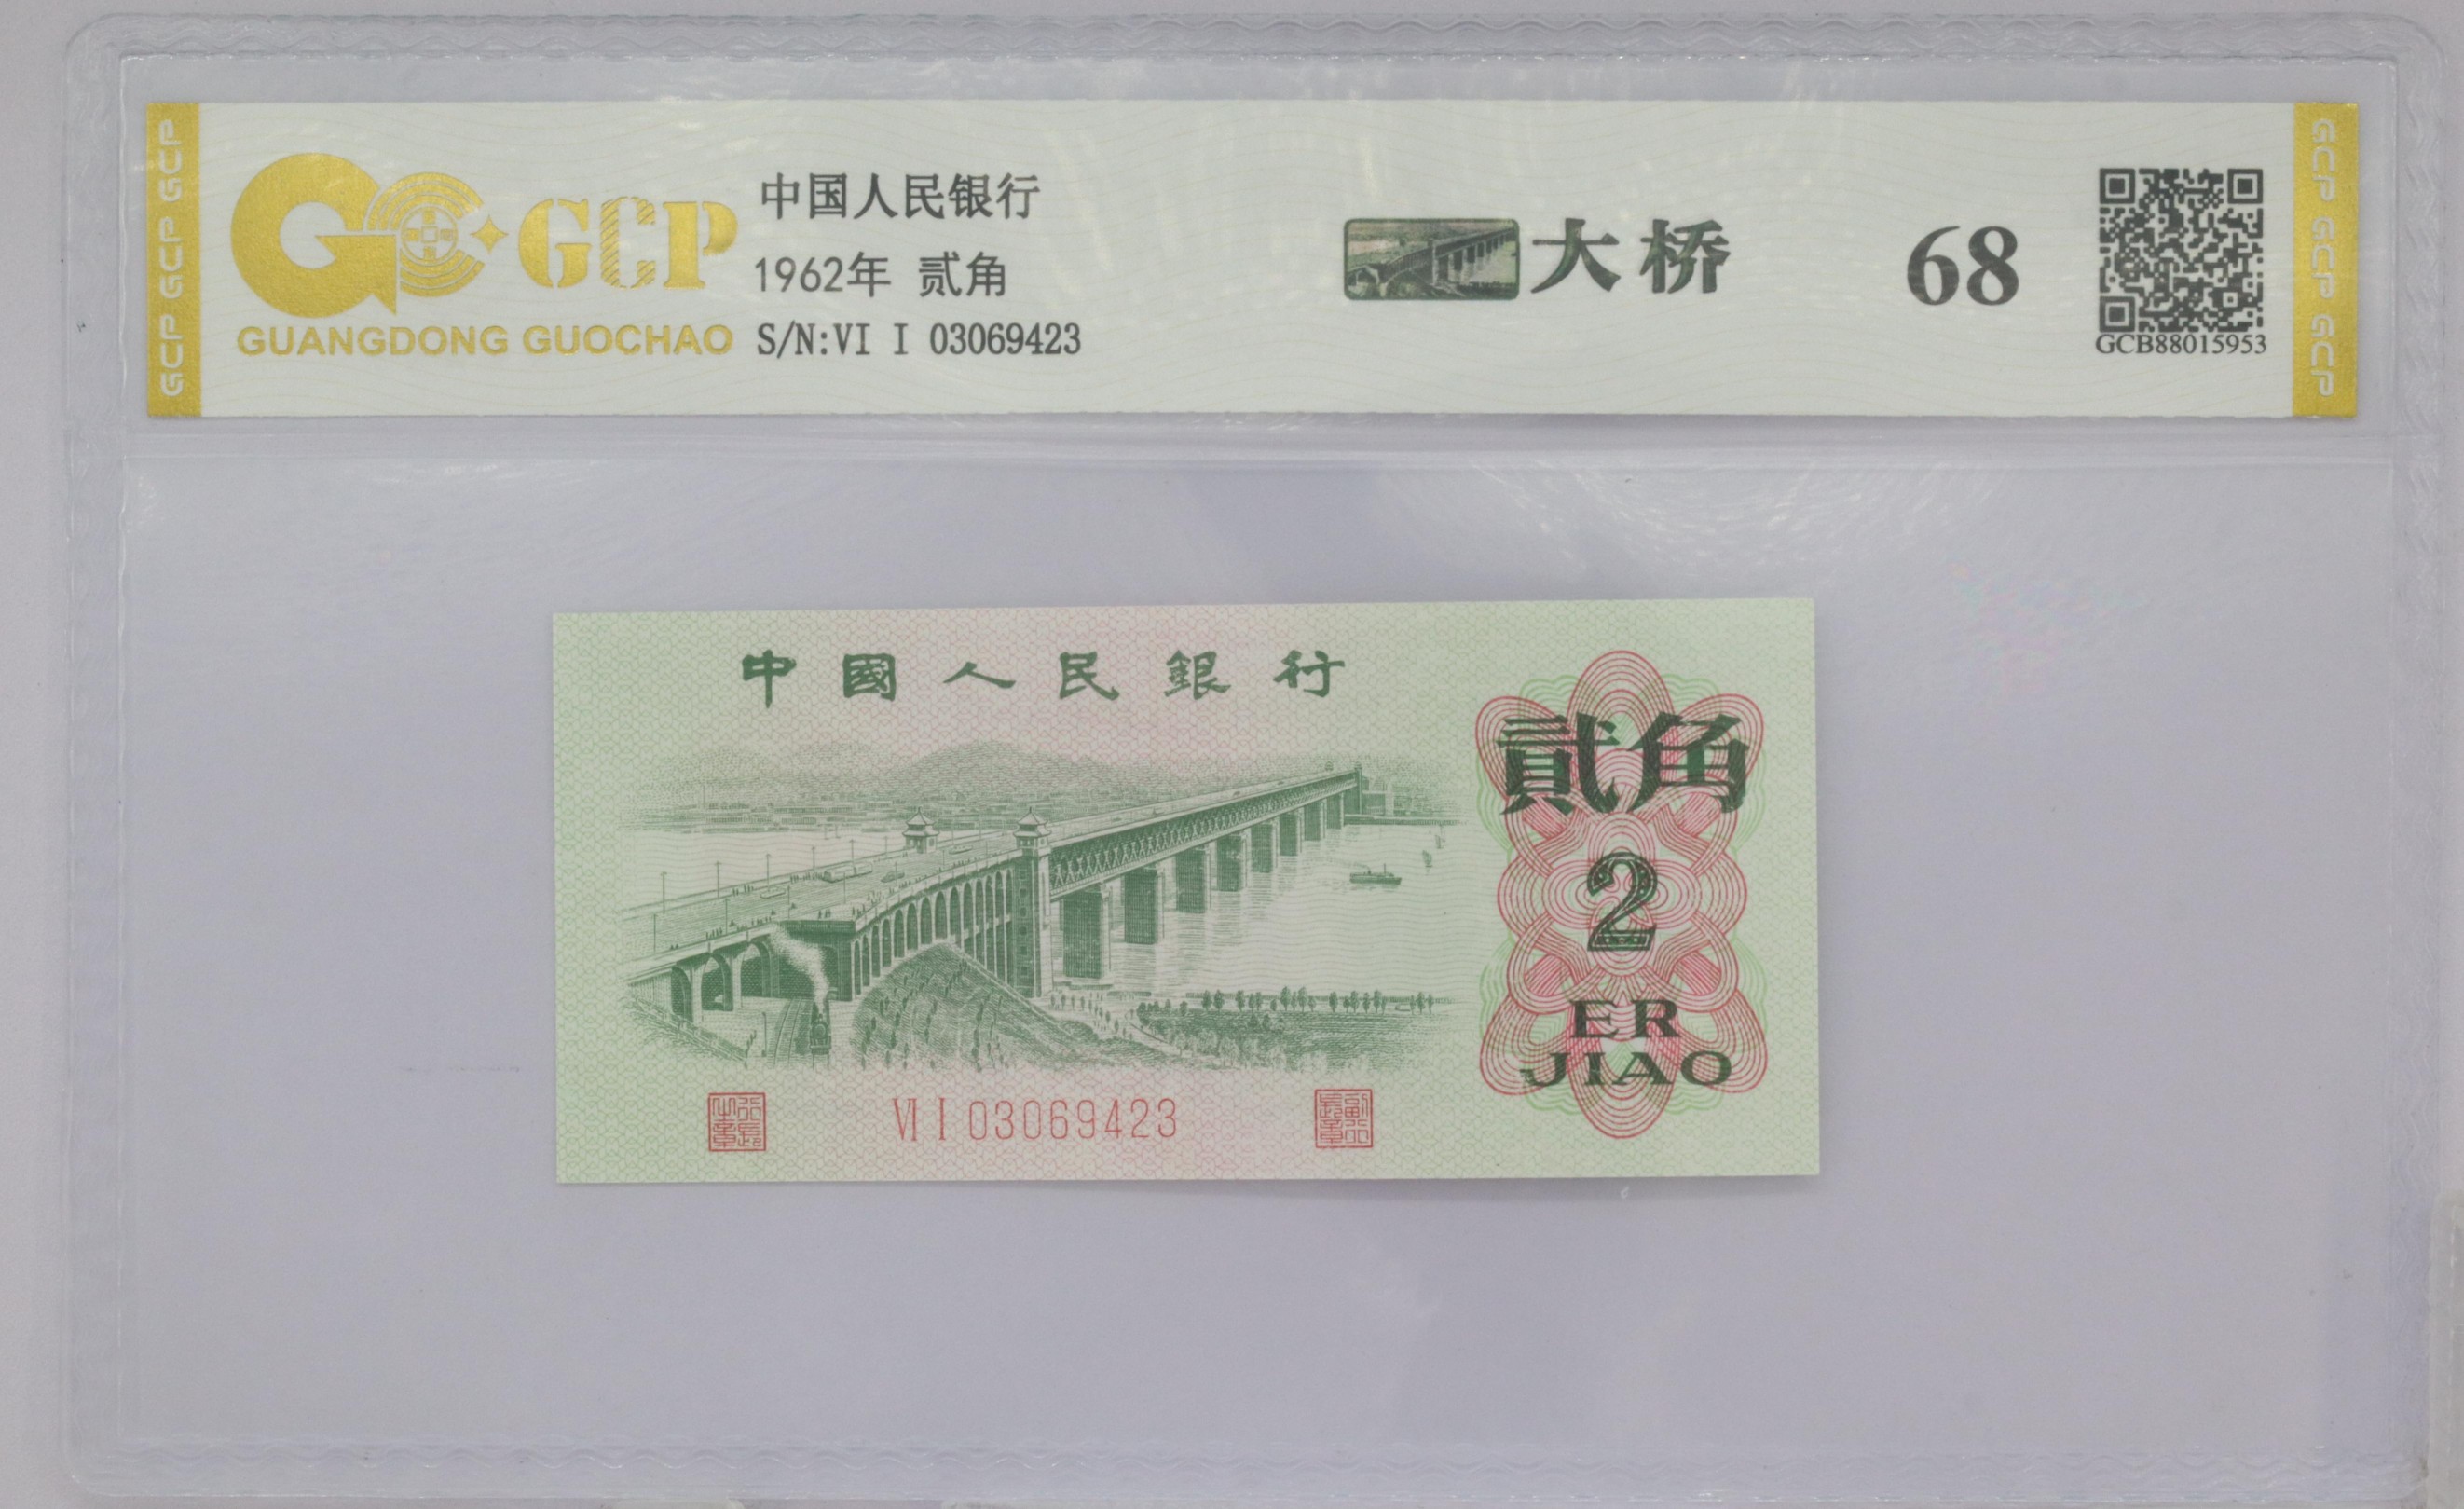 GCP GCP GCP
GCP
GUANGDONG GUOCHAO
中国人民银行
1962年 贰角
S/N:VI I 03069423
大桥
68
GCB88015953
GCP GCP GCP
中國人民銀行
貳角
2
ER
JIAO
VI I 03069423